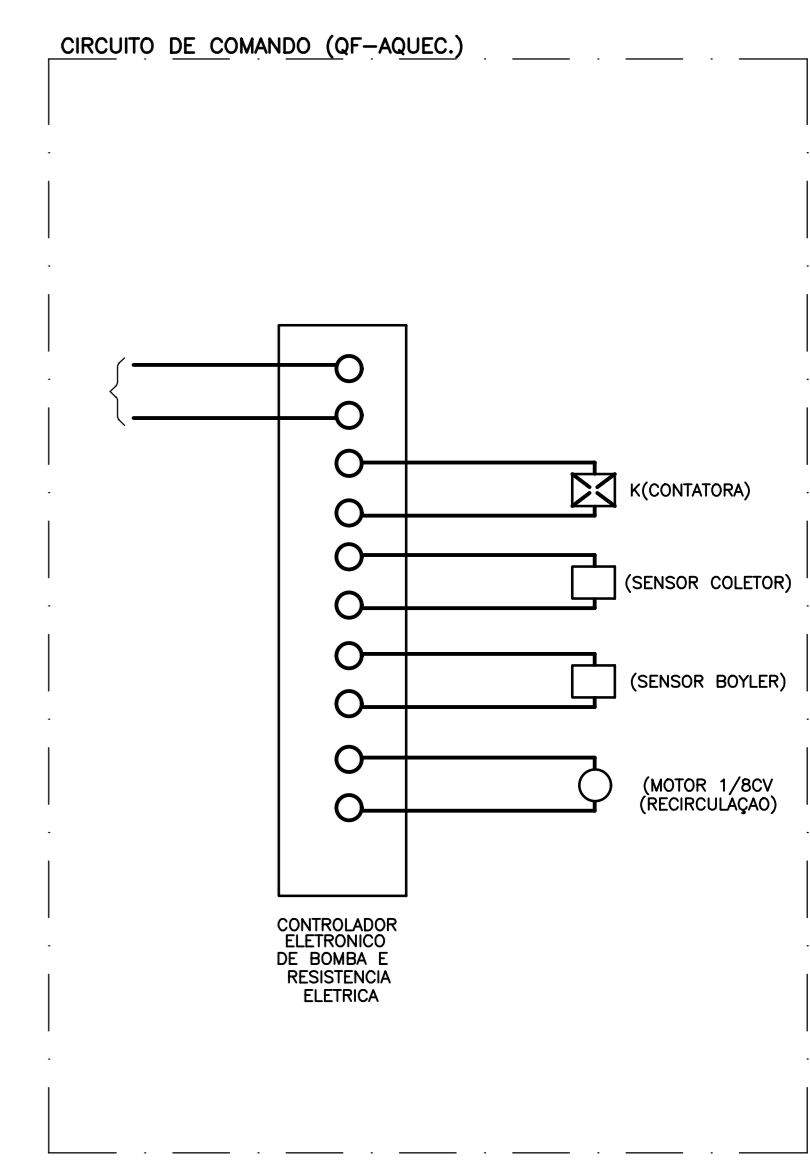 CIRCUITO DE COMANDO (QF-AQUEC.)
K(CONTATORA)
(SENSOR COLETOR)
(SENSOR BOYLER)
(MOTOR 1/8CV
(RECIRCULAÇAO)
CONTROLADOR
ELETRONICO
DE BOMBA E
RESISTENCIA
ELETRICA